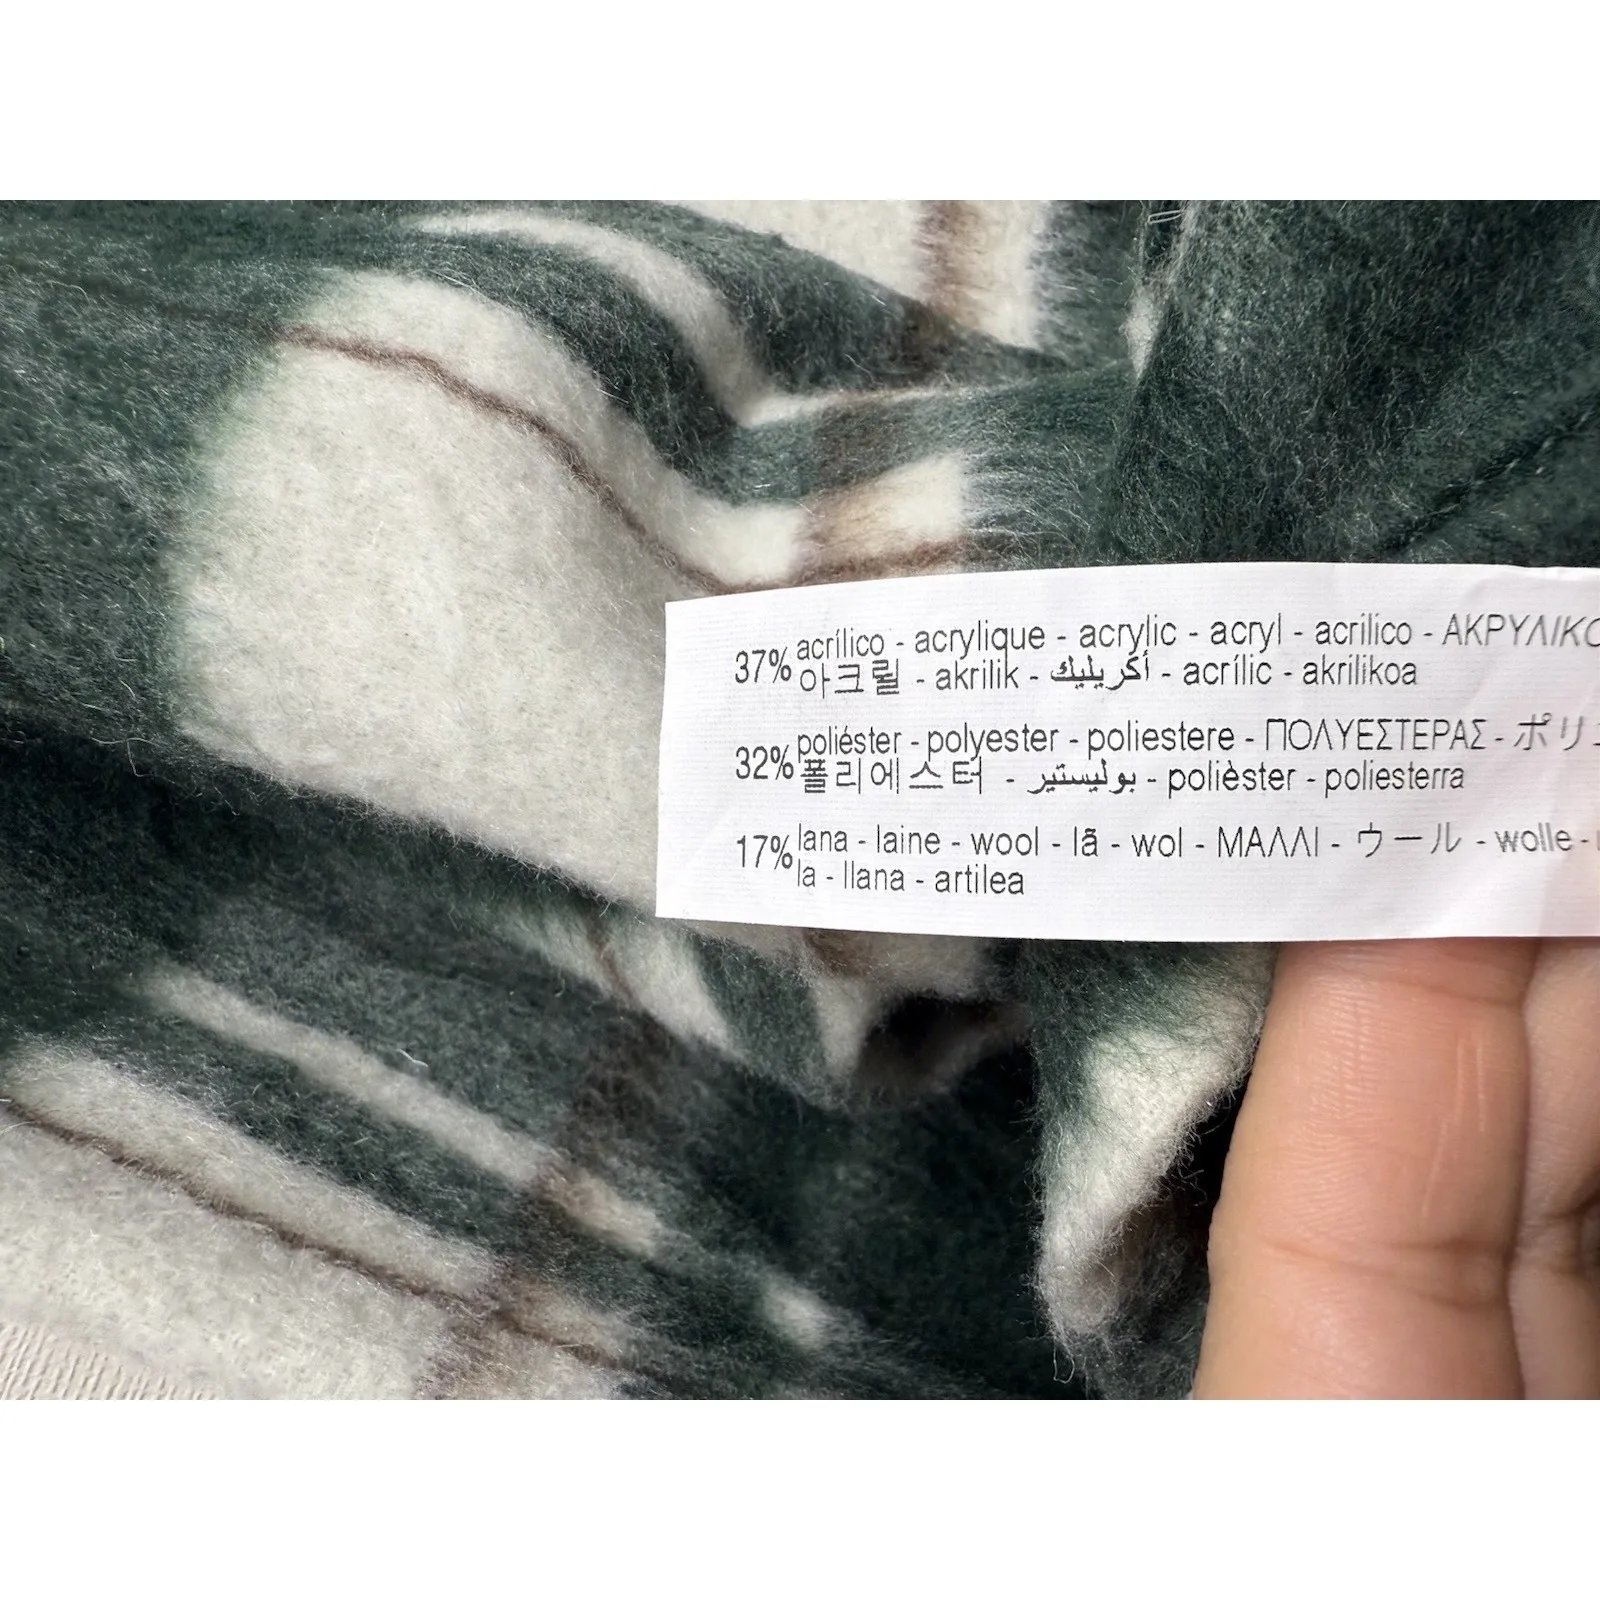 37% acrílico - acrylique - acrylic - acryl - acrilico - ΑΚΡΥΛΙΚΟ
아크릴 - akrilik - أكريليك - acrílic - akrilikoa
32% poliéster - polyester - poliestere - ΠΟΛΥΕΣΤΕΡΑΣ - ポリ
폴리에스터 - بوليستير - polièster - poliesterra
17% lana - laine - wool - lã - wol - ΜΑΛΛΙ - ウール - wolle -
la - llana - artilea